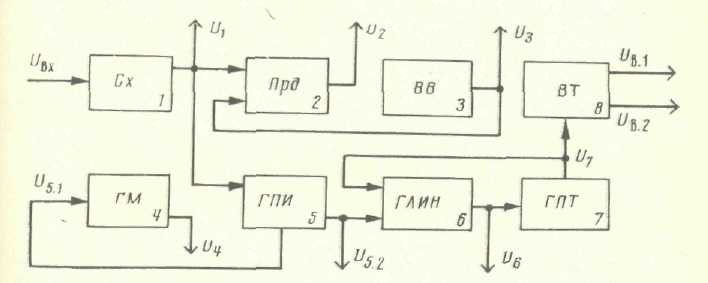 U1 U2 U3
Uвх Сх 1 Прд 2 ВВ 3 ВТ 8 Uв.1
Uв.2
U5.1 ГМ 4 ГПИ 5 ГЛИН 6 U7 ГПТ 7
U4 U5.2 U6